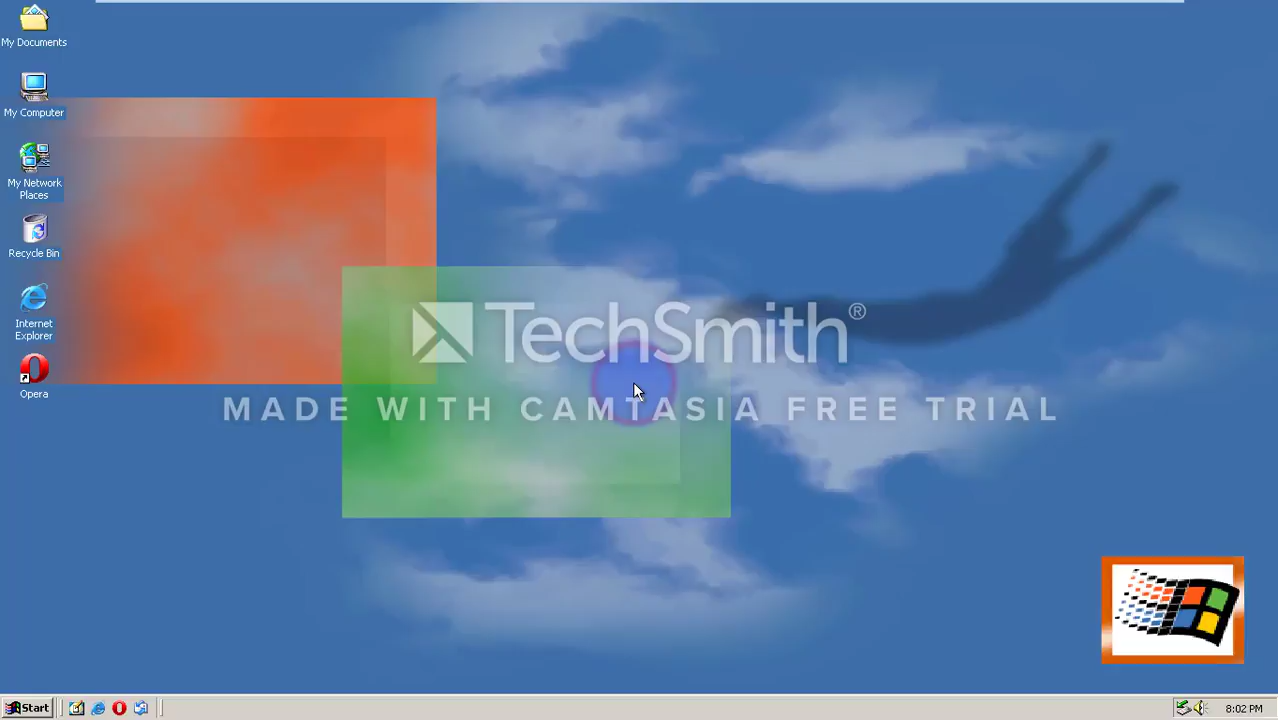 My Documents
My Computer
My Network
Places
Recycle Bin
Internet
Explorer
Opera
TechSmith®
MADE WITH CAMTASIA FREE TRIAL
Start
8:02 PM